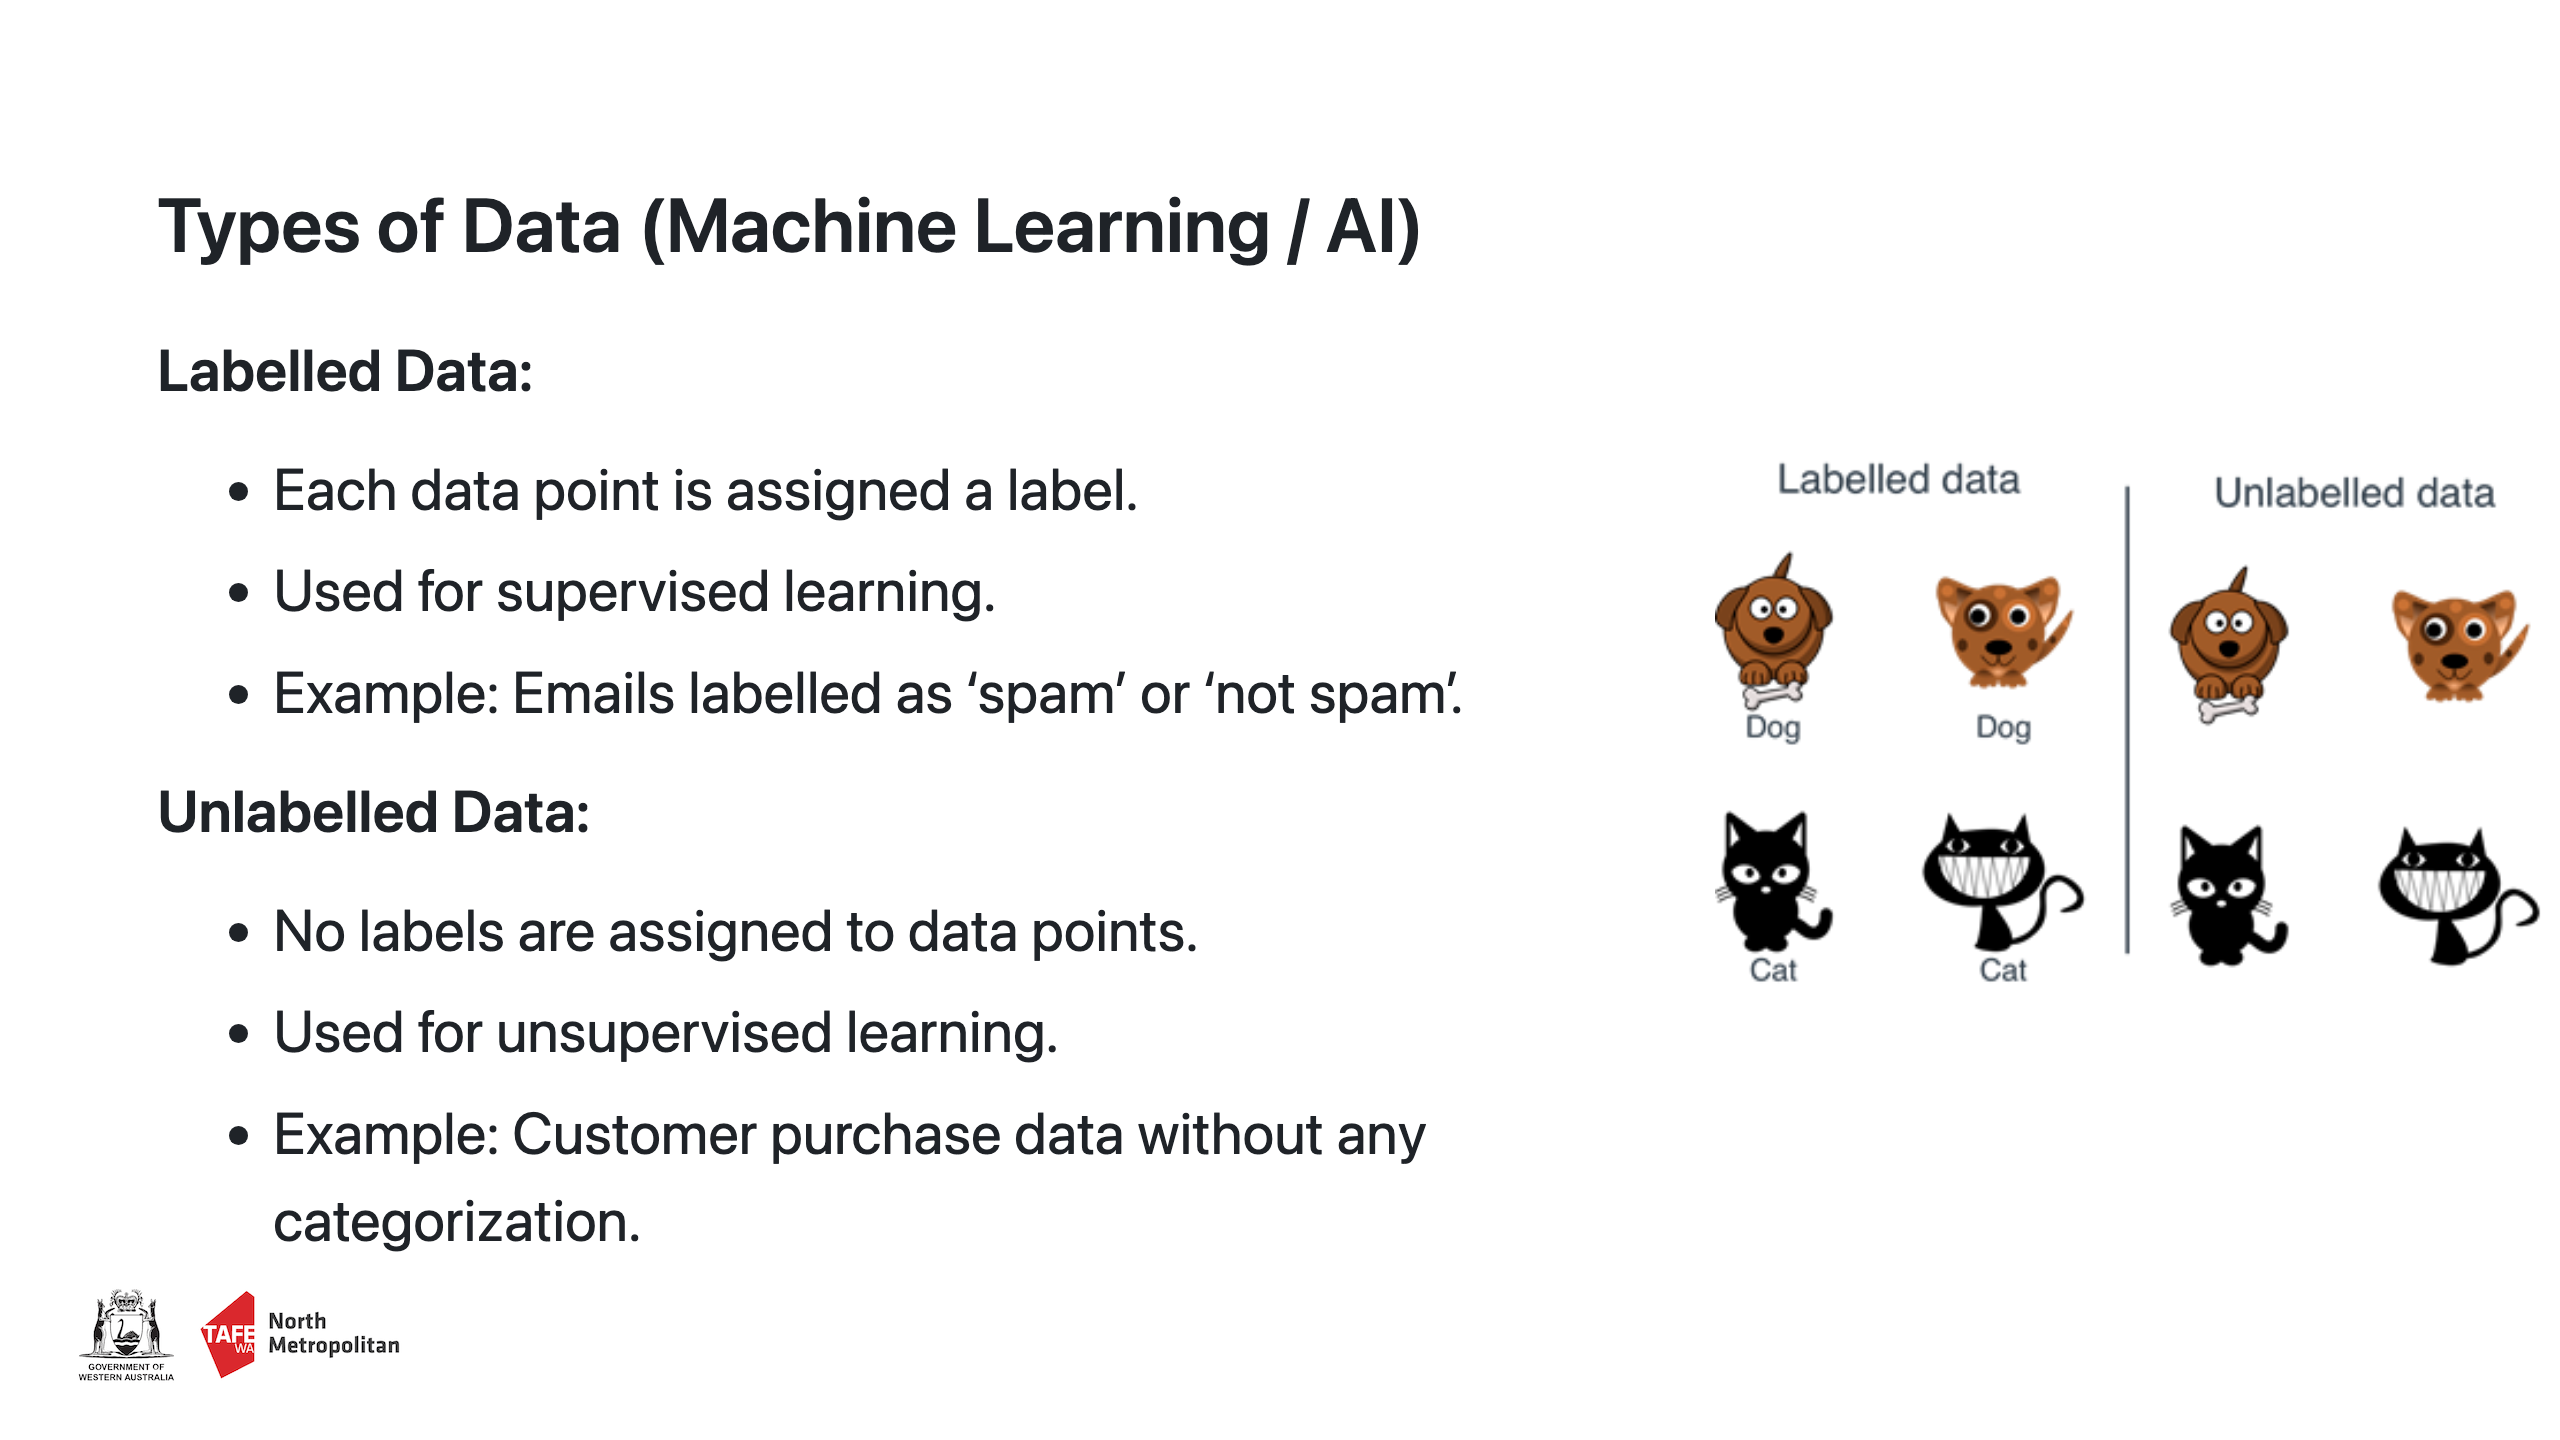 Types of Data (Machine Learning / AI)
Labelled Data:
• Each data point is assigned a label.
• Used for supervised learning.
• Example: Emails labelled as ‘spam’ or ‘not spam’.
Unlabelled Data:
• No labels are assigned to data points.
• Used for unsupervised learning.
• Example: Customer purchase data without any
categorization.
Labelled data
Dog
Dog
Cat
Cat
Unlabelled data
GOVERNMENT OF
WESTERN AUSTRALIA
TAFE
WA
North
Metropolitan